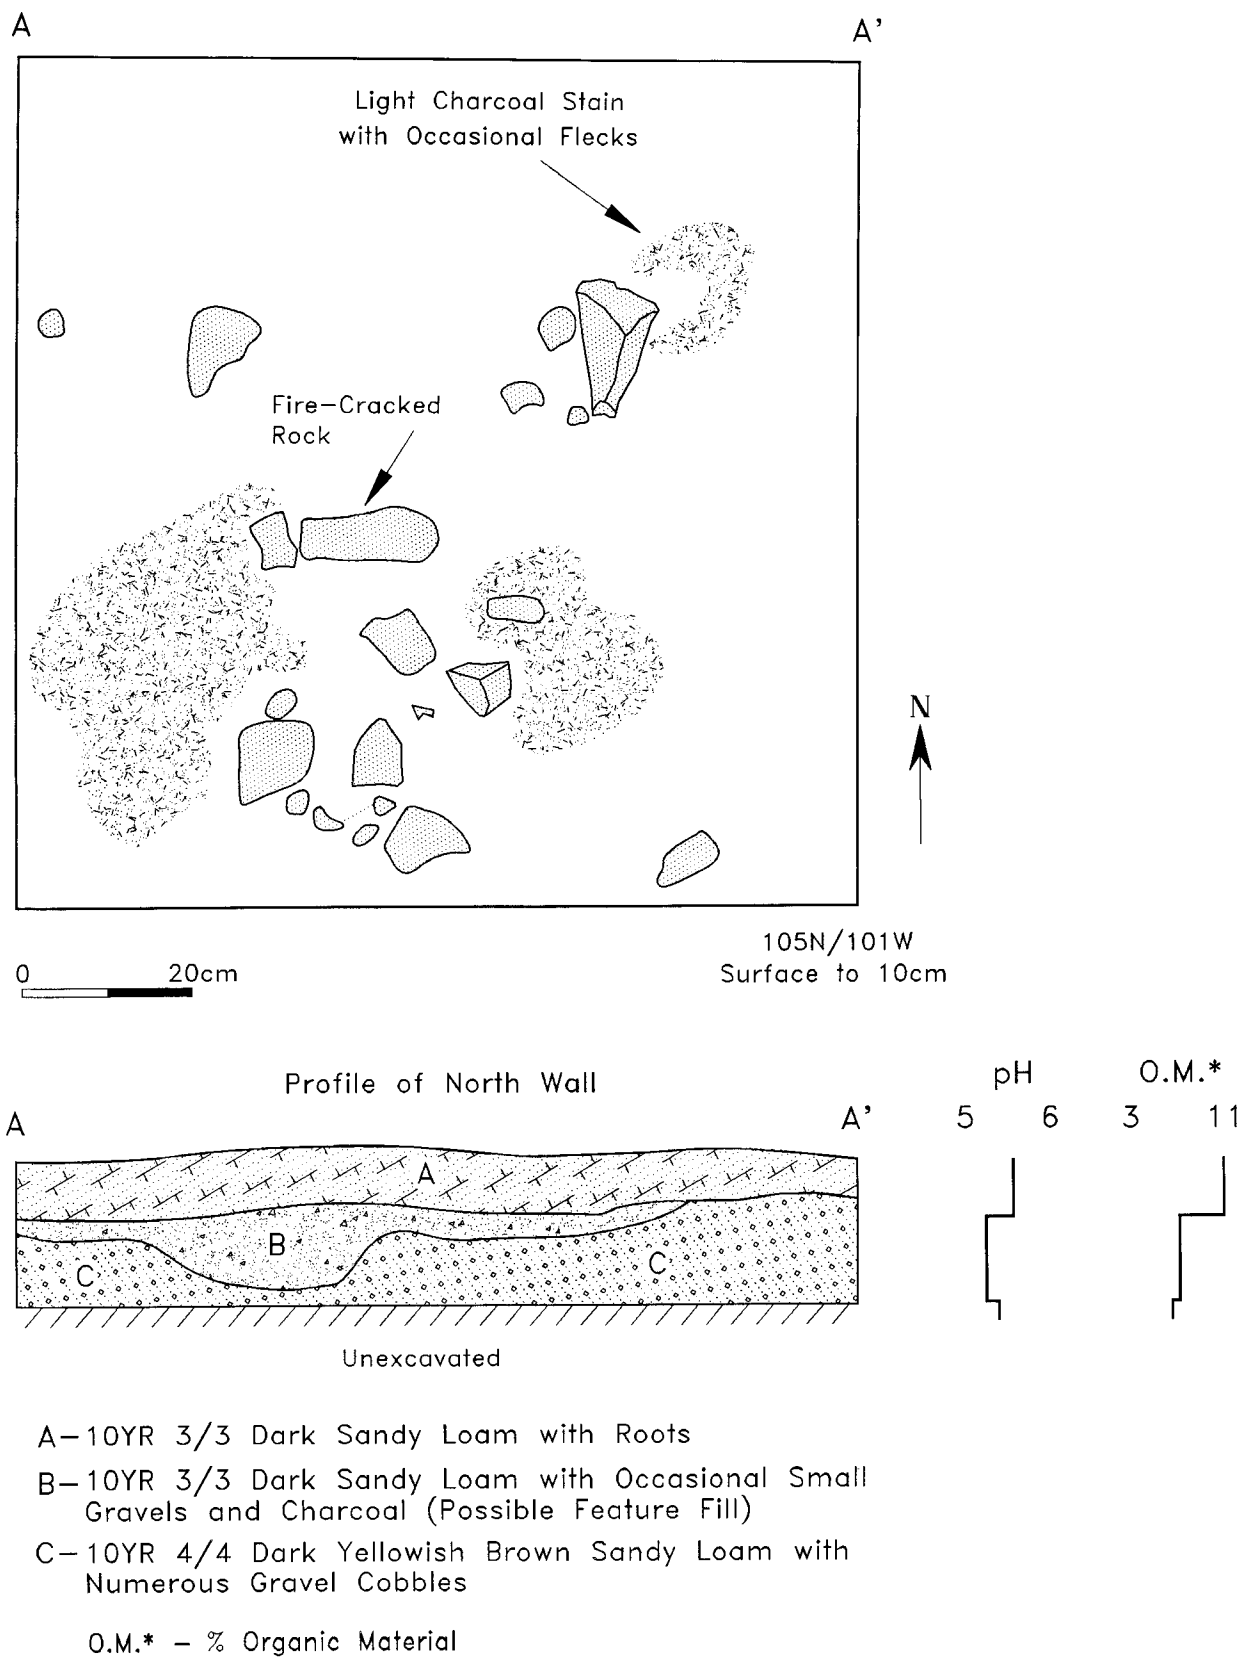 A A'
Light Charcoal Stain
with Occasional Flecks
Fire-Cracked
Rock
N
0 20cm
105N/101W
Surface to 10cm
Profile of North Wall
pH O.M.*
A A' 5 6 3 11
A
B
C C
Unexcavated
A-10YR 3/3 Dark Sandy Loam with Roots
B-10YR 3/3 Dark Sandy Loam with Occasional Small
Gravels and Charcoal (Possible Feature Fill)
C-10YR 4/4 Dark Yellowish Brown Sandy Loam with
Numerous Gravel Cobbles
O.M.* - % Organic Material